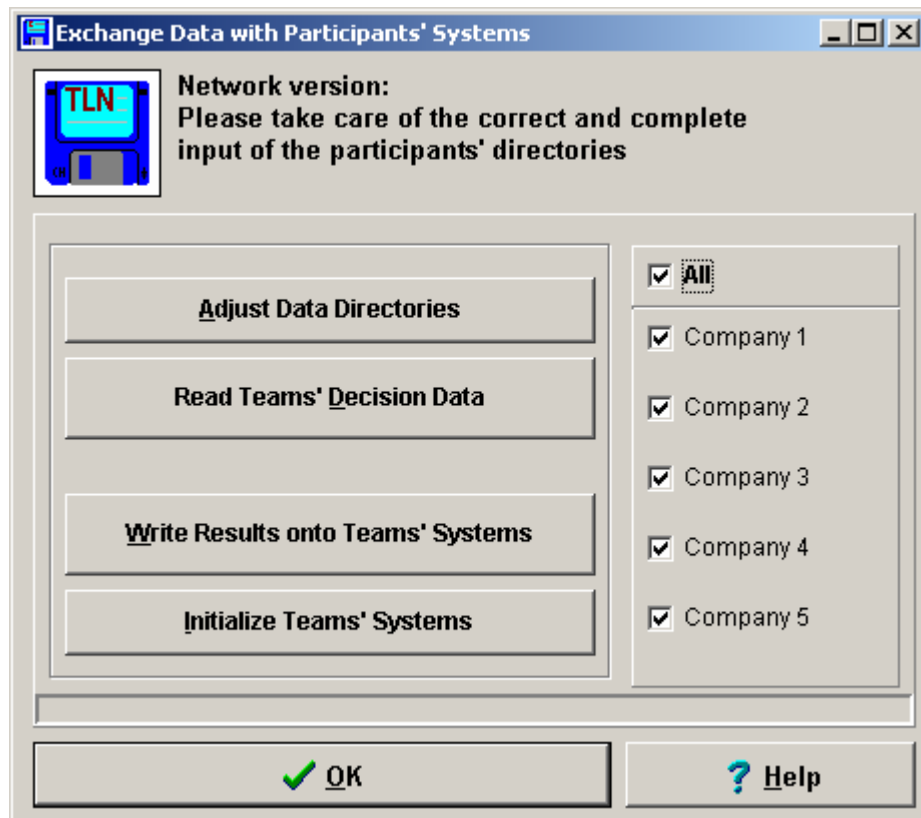 Exchange Data with Participants' Systems
TLN
Network version:
Please take care of the correct and complete
input of the participants' directories
Adjust Data Directories
Read Teams' Decision Data
Write Results onto Teams' Systems
Initialize Teams' Systems
All
Company 1
Company 2
Company 3
Company 4
Company 5
OK
? Help